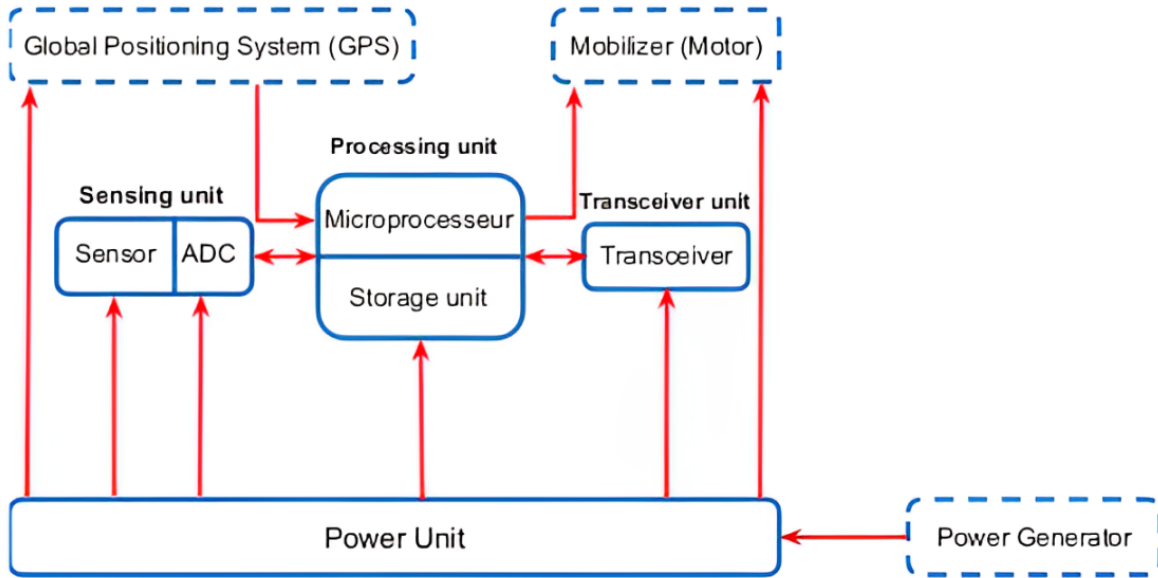 Global Positioning System (GPS)
Mobilizer (Motor)
Processing unit
Sensing unit
Transceiver unit
Microprocesseur
Sensor
ADC
Transceiver
Storage unit
Power Unit
Power Generator